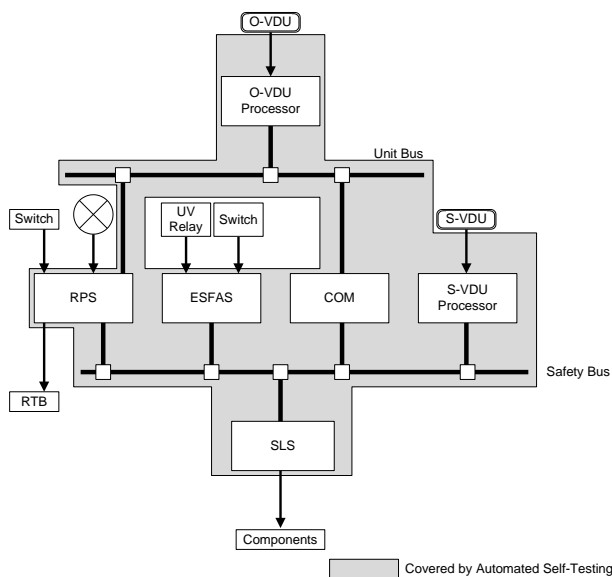 O-VDU
O-VDU
Processor
Unit Bus
Switch
UV
Relay
Switch
S-VDU
RPS
ESFAS
COM
S-VDU
Processor
Safety Bus
RTB
SLS
Components
Covered by Automated Self-Testing